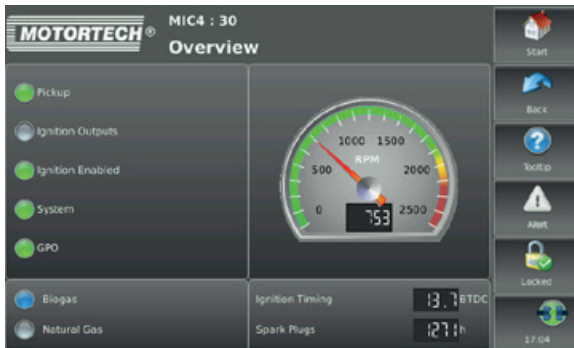 MOTORTECH®
MIC4 : 30
Overview
Start
Pickup
Back
Ignition Outputs
1000 1500
RPM
Tooltip
Ignition Enabled
500 2000
System
0 753 2500
Alert
GPO
Locked
Biogas
Ignition Timing 13.7 BTDC
Natural Gas
Spark Plugs 1271 h
31
17:04